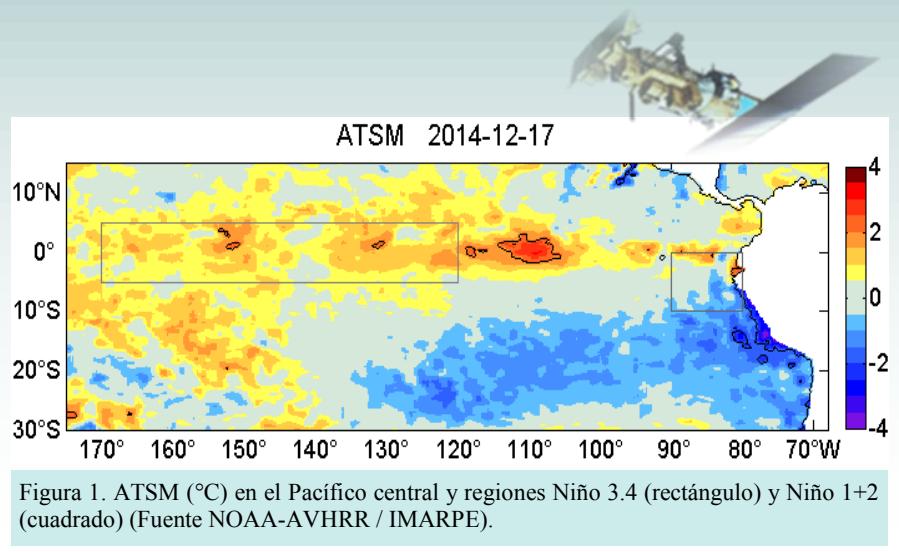 ATSM 2014-12-17
10°N
0°
10°S
20°S
30°S
170° 160° 150° 140° 130° 120° 110° 100° 90° 80° 70°W
4
2
0
-2
-4
Figura 1. ATSM (°C) en el Pacífico central y regiones Niño 3.4 (rectángulo) y Niño 1+2
(cuadrado) (Fuente NOAA-AVHRR / IMARPE).